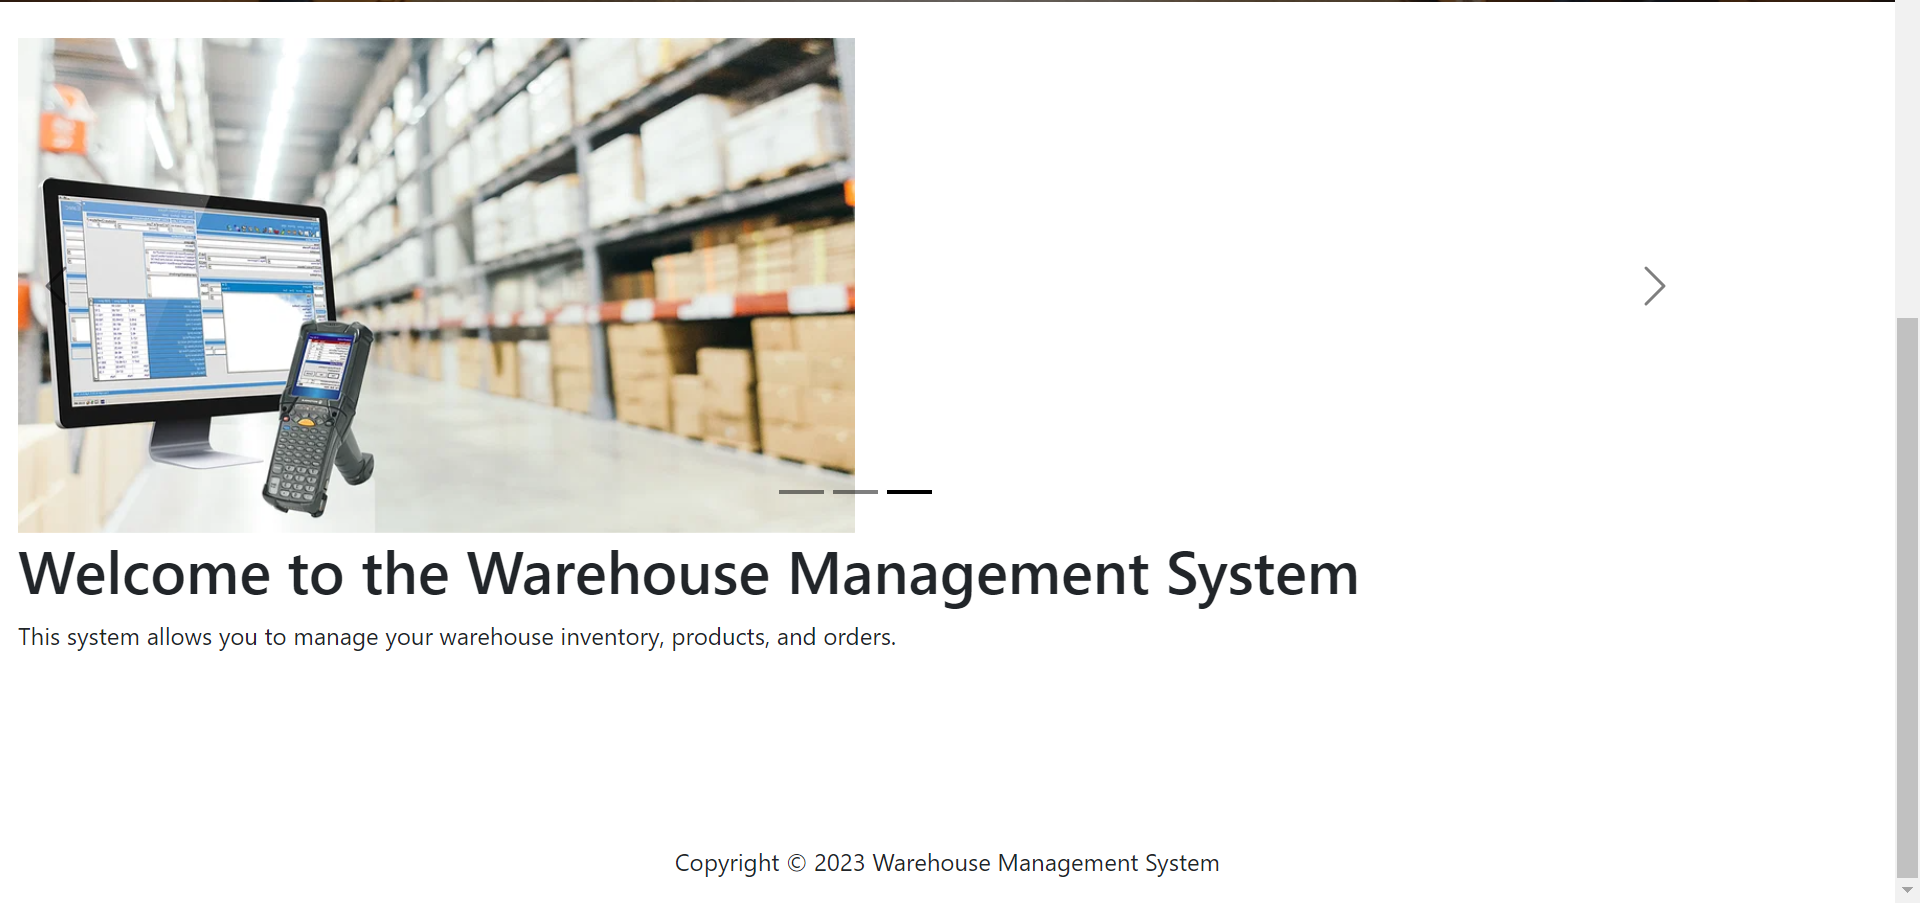 Welcome to the Warehouse Management System
This system allows you to manage your warehouse inventory, products, and orders.
Copyright © 2023 Warehouse Management System